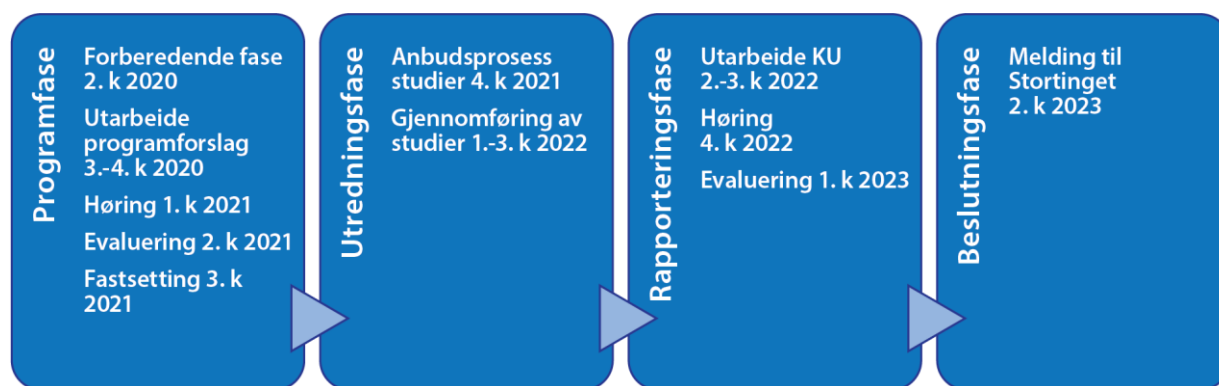 Programfase
Forberedende fase
2. k 2020
Utarbeide
programforslag
3.-4. k 2020
Høring 1. k 2021
Evaluering 2. k 2021
Fastsetting 3. k
2021
Utredningsfase
Anbudsprosess
studier 4. k 2021
Gjennomføring av
studier 1.-3. k 2022
Rapporteringsfase
Utarbeide KU
2.-3. k 2022
Høring
4. k 2022
Evaluering 1. k 2023
Beslutningsfase
Melding til
Stortinget
2. k 2023